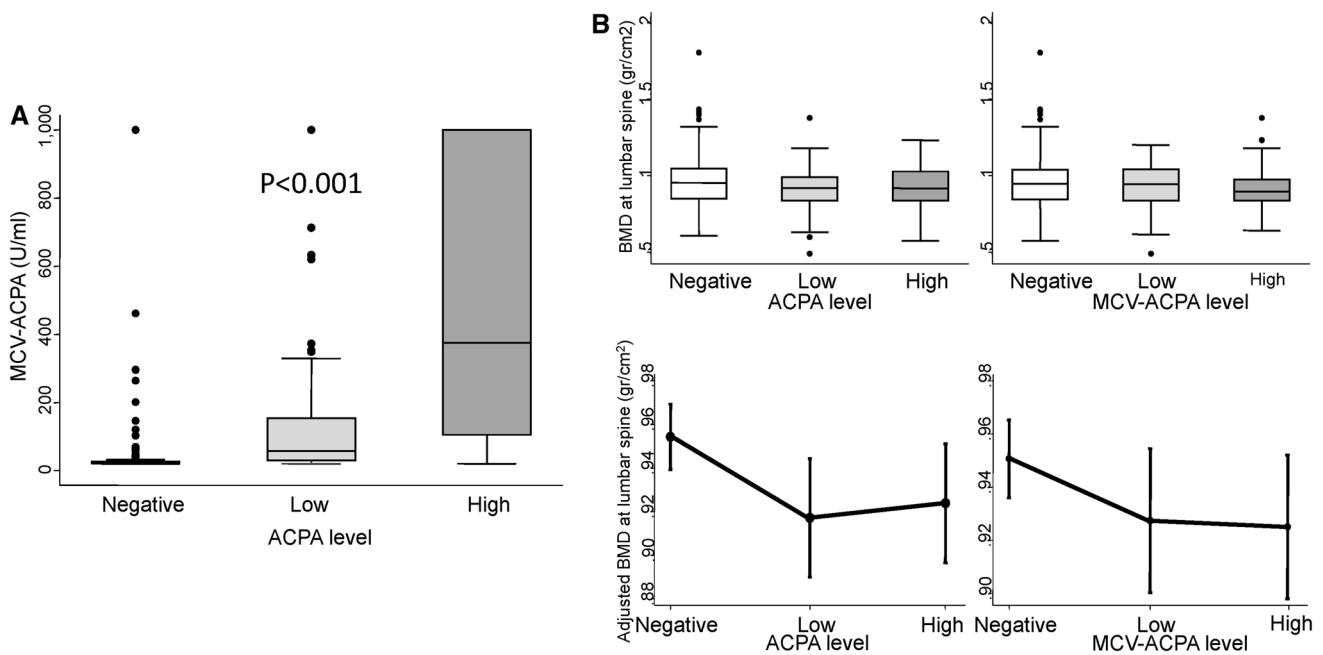 A
MCV-ACPA (U/ml)
1,000
800
600
400
200
0
P<0.001
Negative Low High
ACPA level
B
BMD at lumbar spine (gr/cm2)
2
1.5
1
.5
Negative Low High
ACPA level
2
1.5
1
.5
Negative Low High
MCV-ACPA level
Adjusted BMD at lumbar spine (gr/cm2)
.98
.96
.94
.92
.90
.88
Negative Low High
ACPA level
.98
.96
.94
.92
.90
Negative Low High
MCV-ACPA level